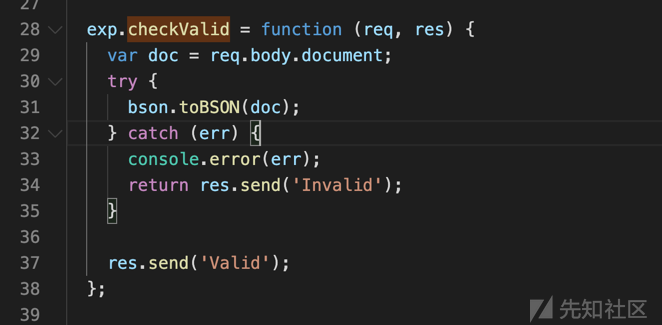 27
28 exp.checkValid = function (req, res) {
29 var doc = req.body.document;
30 try {
31 bson.toBSON(doc);
32 } catch (err) {
33 console.error(err);
34 return res.send('Invalid');
35 }
36
37 res.send('Valid');
38 };
39
先知社区